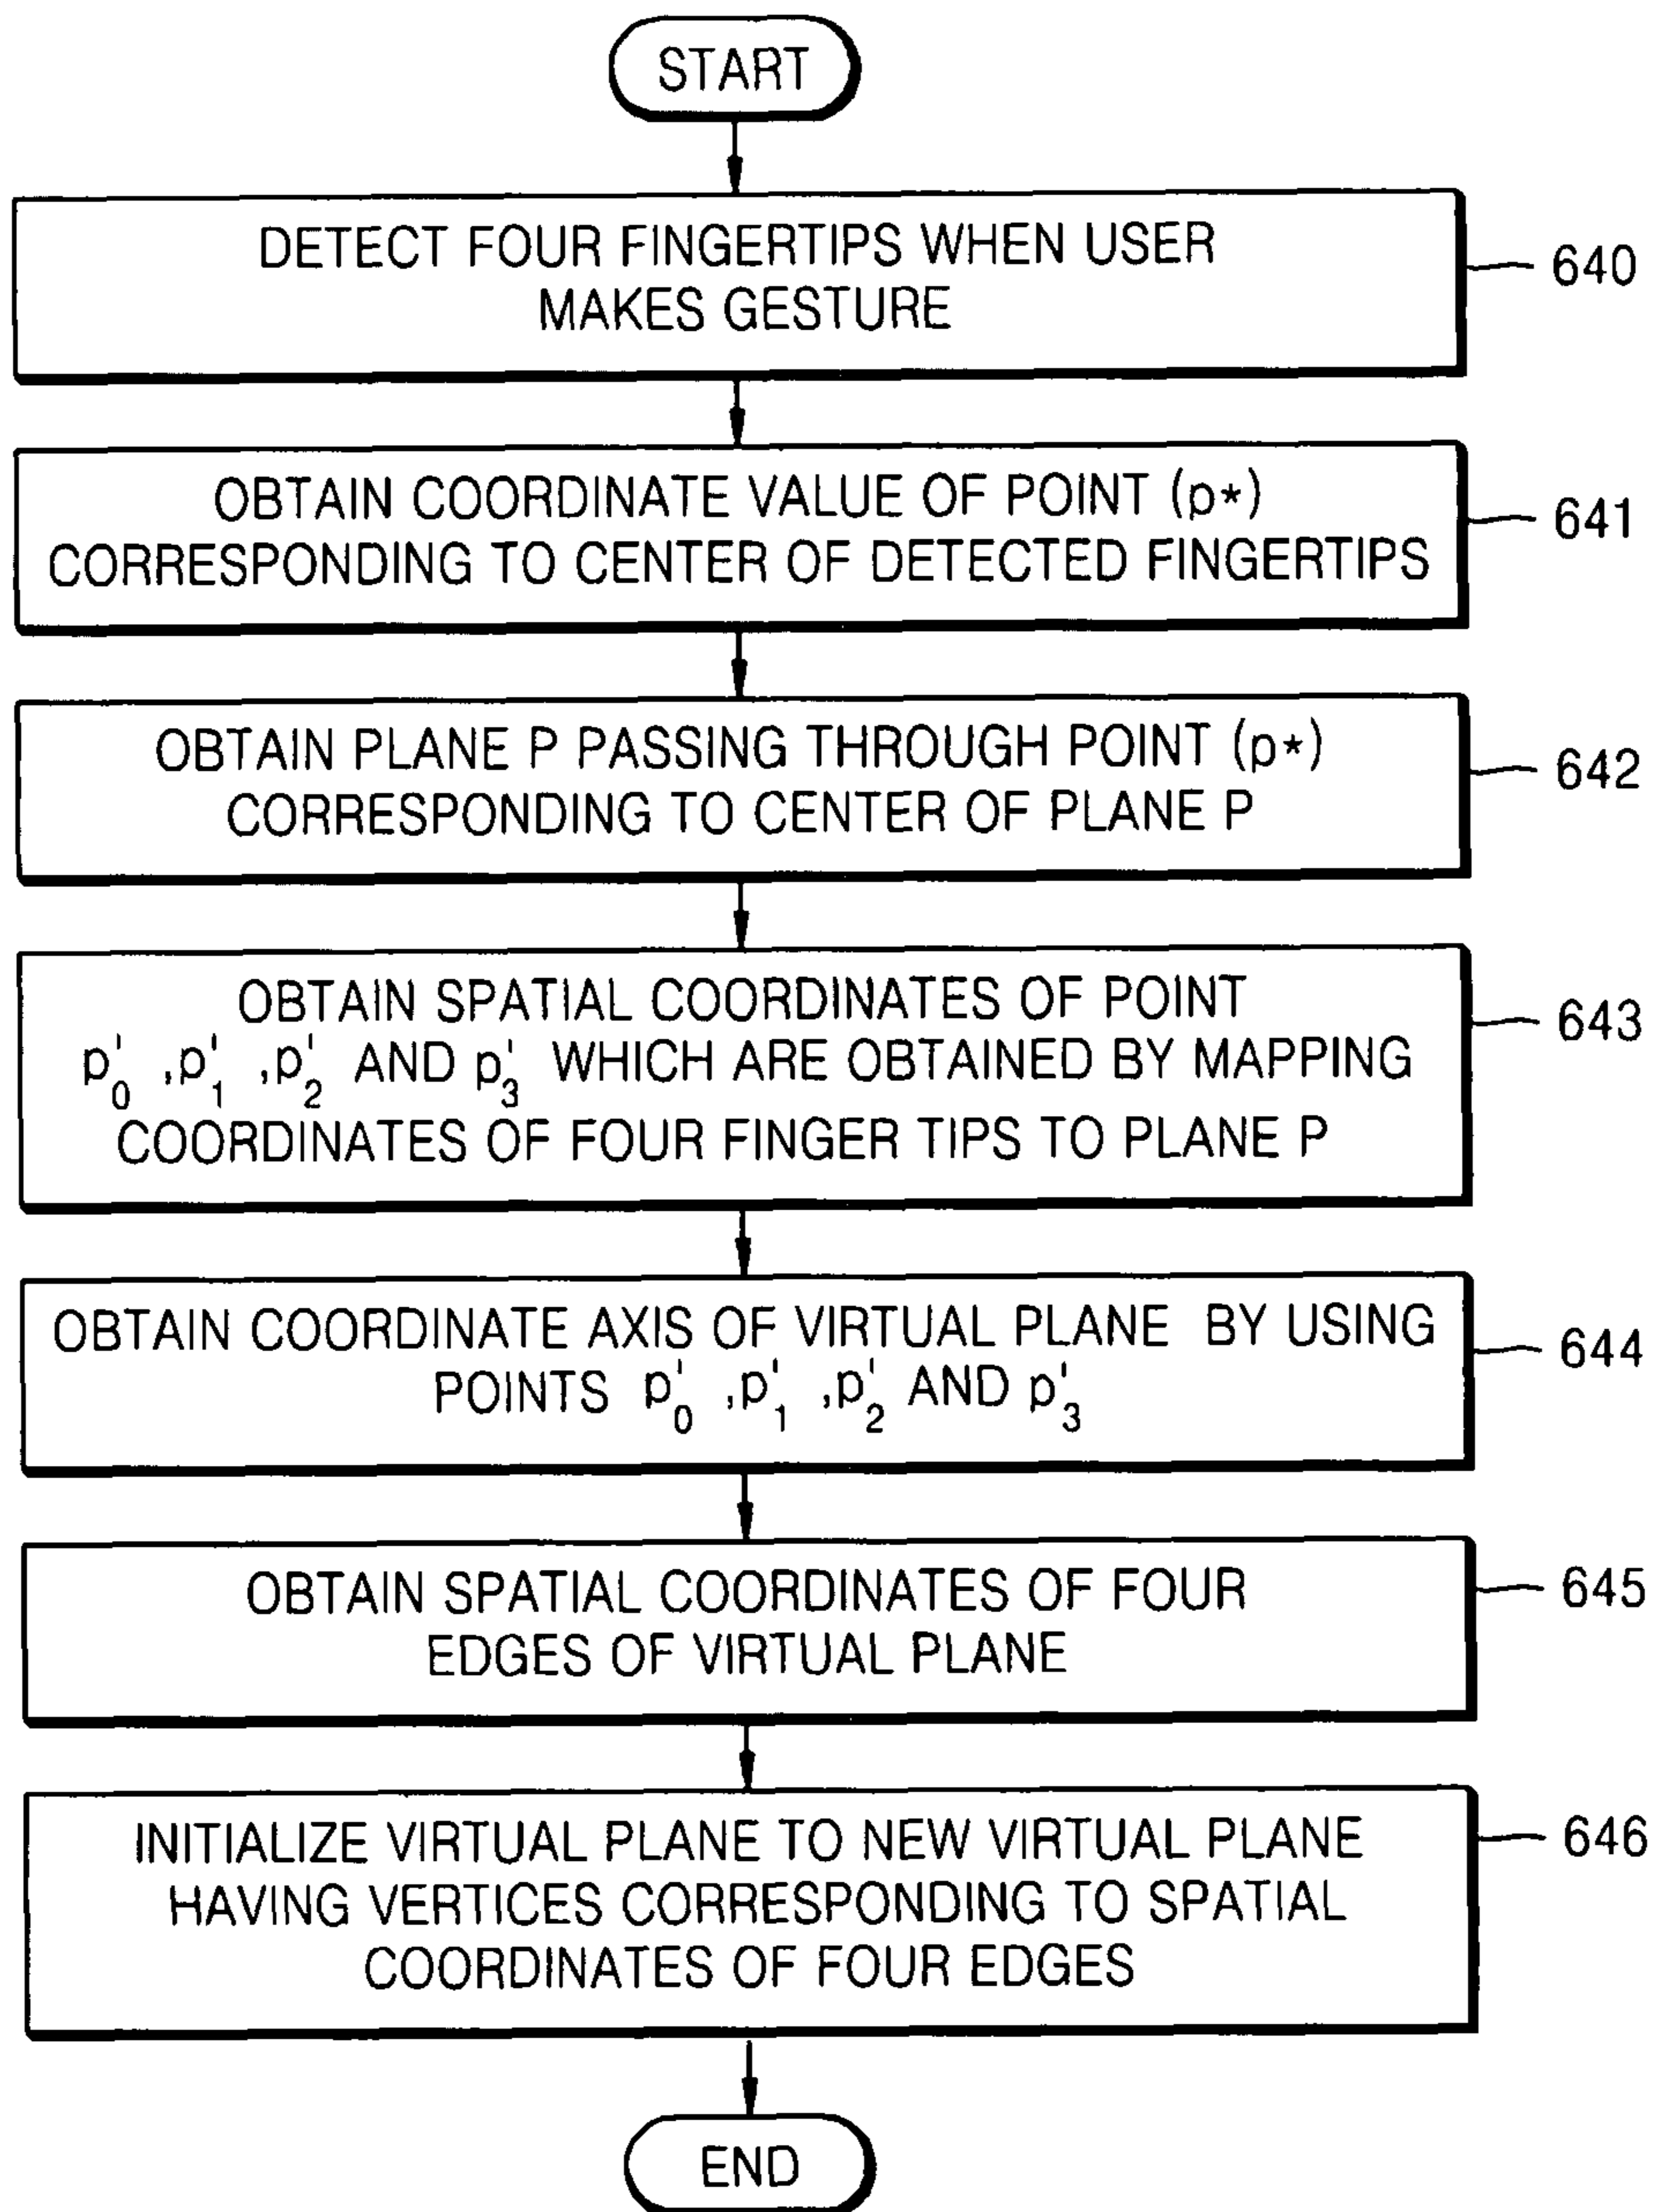 START
DETECT FOUR FINGERTIPS WHEN USER
MAKES GESTURE
640
OBTAIN COORDINATE VALUE OF POINT (p*)
CORRESPONDING TO CENTER OF DETECTED FINGERTIPS
641
OBTAIN PLANE P PASSING THROUGH POINT (p*)
CORRESPONDING TO CENTER OF PLANE P
642
OBTAIN SPATIAL COORDINATES OF POINT
p'₀ ,p'₁ ,p'₂ AND p'₃ WHICH ARE OBTAINED BY MAPPING
COORDINATES OF FOUR FINGER TIPS TO PLANE P
643
OBTAIN COORDINATE AXIS OF VIRTUAL PLANE BY USING
POINTS p'₀ ,p'₁ ,p'₂ AND p'₃
644
OBTAIN SPATIAL COORDINATES OF FOUR
EDGES OF VIRTUAL PLANE
645
INITIALIZE VIRTUAL PLANE TO NEW VIRTUAL PLANE
HAVING VERTICES CORRESPONDING TO SPATIAL
COORDINATES OF FOUR EDGES
646
END